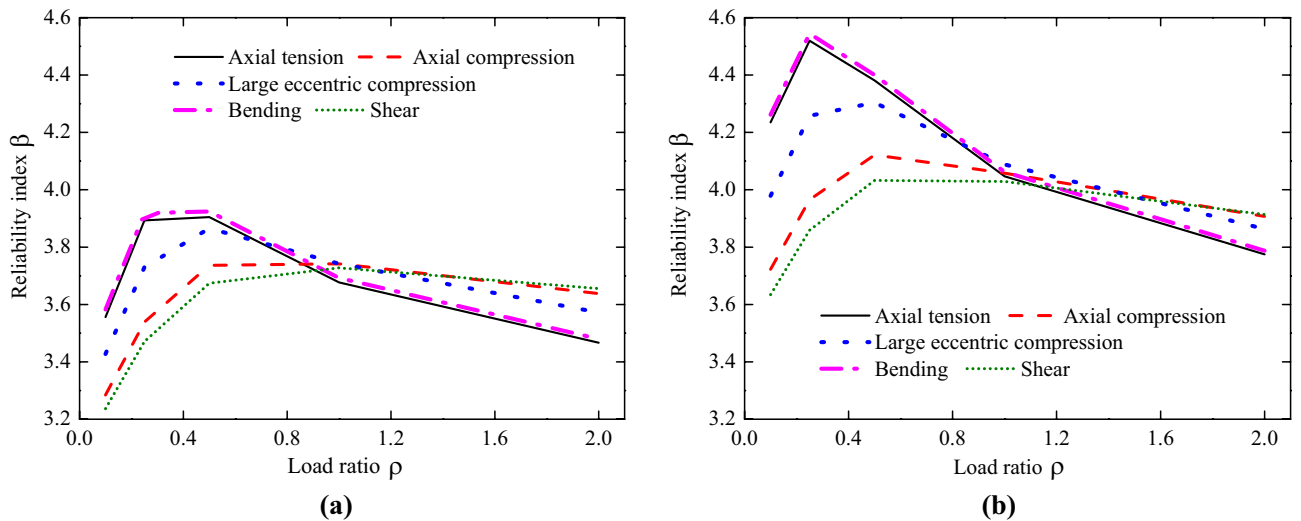 4.6
4.4
4.2
4.0
3.8
3.6
3.4
3.2
Reliability index β
Axial tension Axial compression
Large eccentric compression
Bending Shear
0.0 0.4 0.8 1.2 1.6 2.0
Load ratio ρ
(a)
4.6
4.4
4.2
4.0
3.8
3.6
3.4
3.2
Reliability index β
Axial tension Axial compression
Large eccentric compression
Bending Shear
0.0 0.4 0.8 1.2 1.6 2.0
Load ratio ρ
(b)